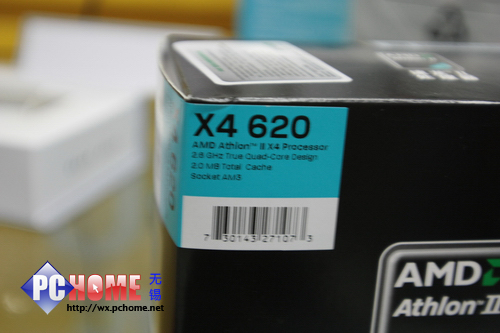 X4 620
AMD Athlon™ II X4 Processor
2.6 GHz True Quad-Core Design
2.0 MB Total Cache
Socket AM3
7 30143 27107 3
AMD
Athlon™ II
PCHOME 无锡
http://wx.pchome.net